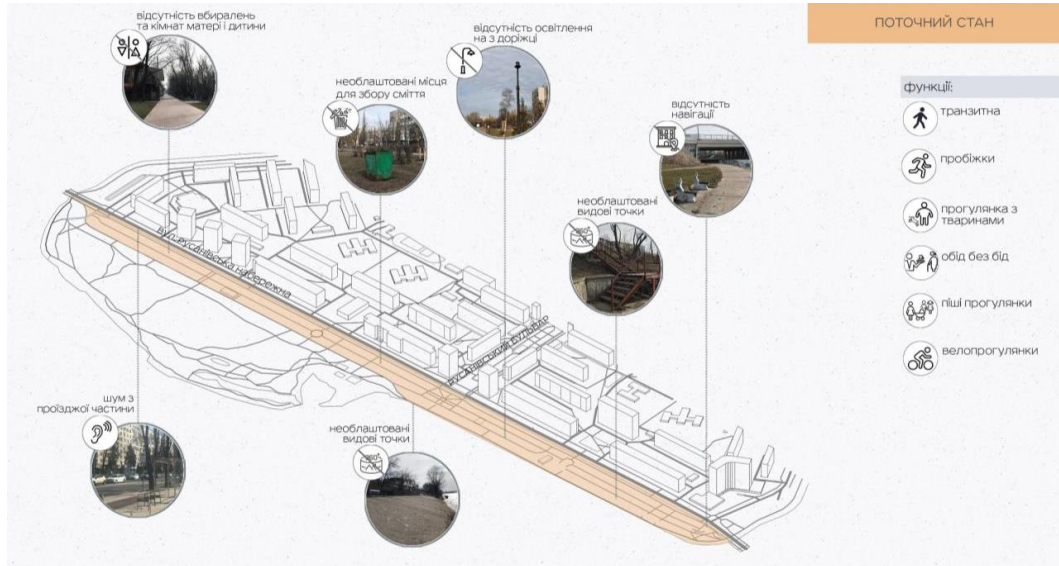 ПОТОЧНИЙ СТАН
відсутність вбиралень
та кімнат матері і дитини
відсутність освітлення
на з доріжці
необлаштовані місця
для збору сміття
відсутність
навігації
необлаштовані
видові точки
функції:
транзитна
пробіжки
прогулянка з
тваринами
обід без бід
піші прогулянки
велопрогулянки
вул. Русанівська набережна
Русанівський бульвар
шум з
проїзджої частини
необлаштовані
видові точки
360°